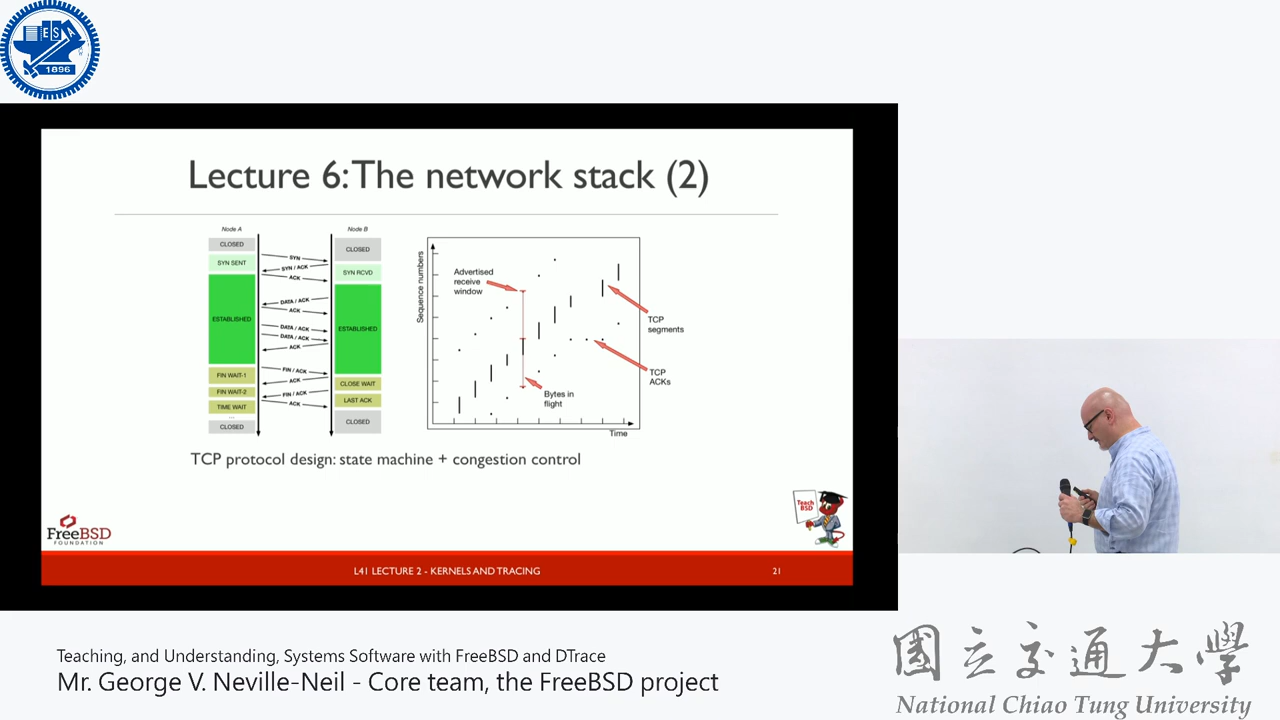 E S A
1896
Lecture 6: The network stack (2)
Node A
Node B
CLOSED
SYN SENT
ESTABLISHED
FIN WAIT-1
FIN WAIT-2
TIME WAIT
...
CLOSED
SYN
SYN / ACK
ACK
DATA / ACK
ACK
DATA / ACK
DATA / ACK
ACK
FIN / ACK
ACK
FIN / ACK
ACK
CLOSED
SYN RCVD
ESTABLISHED
CLOSE WAIT
LAST ACK
CLOSED
Sequence numbers
Advertised
receive
window
TCP
segments
TCP
ACKs
Bytes in
flight
Time
TCP protocol design: state machine + congestion control
Teach
BSD
FreeBSD
FOUNDATION
L41 LECTURE 2 - KERNELS AND TRACING
21
Teaching, and Understanding, Systems Software with FreeBSD and DTrace
Mr. George V. Neville-Neil - Core team, the FreeBSD project
國立交通大學
National Chiao Tung University